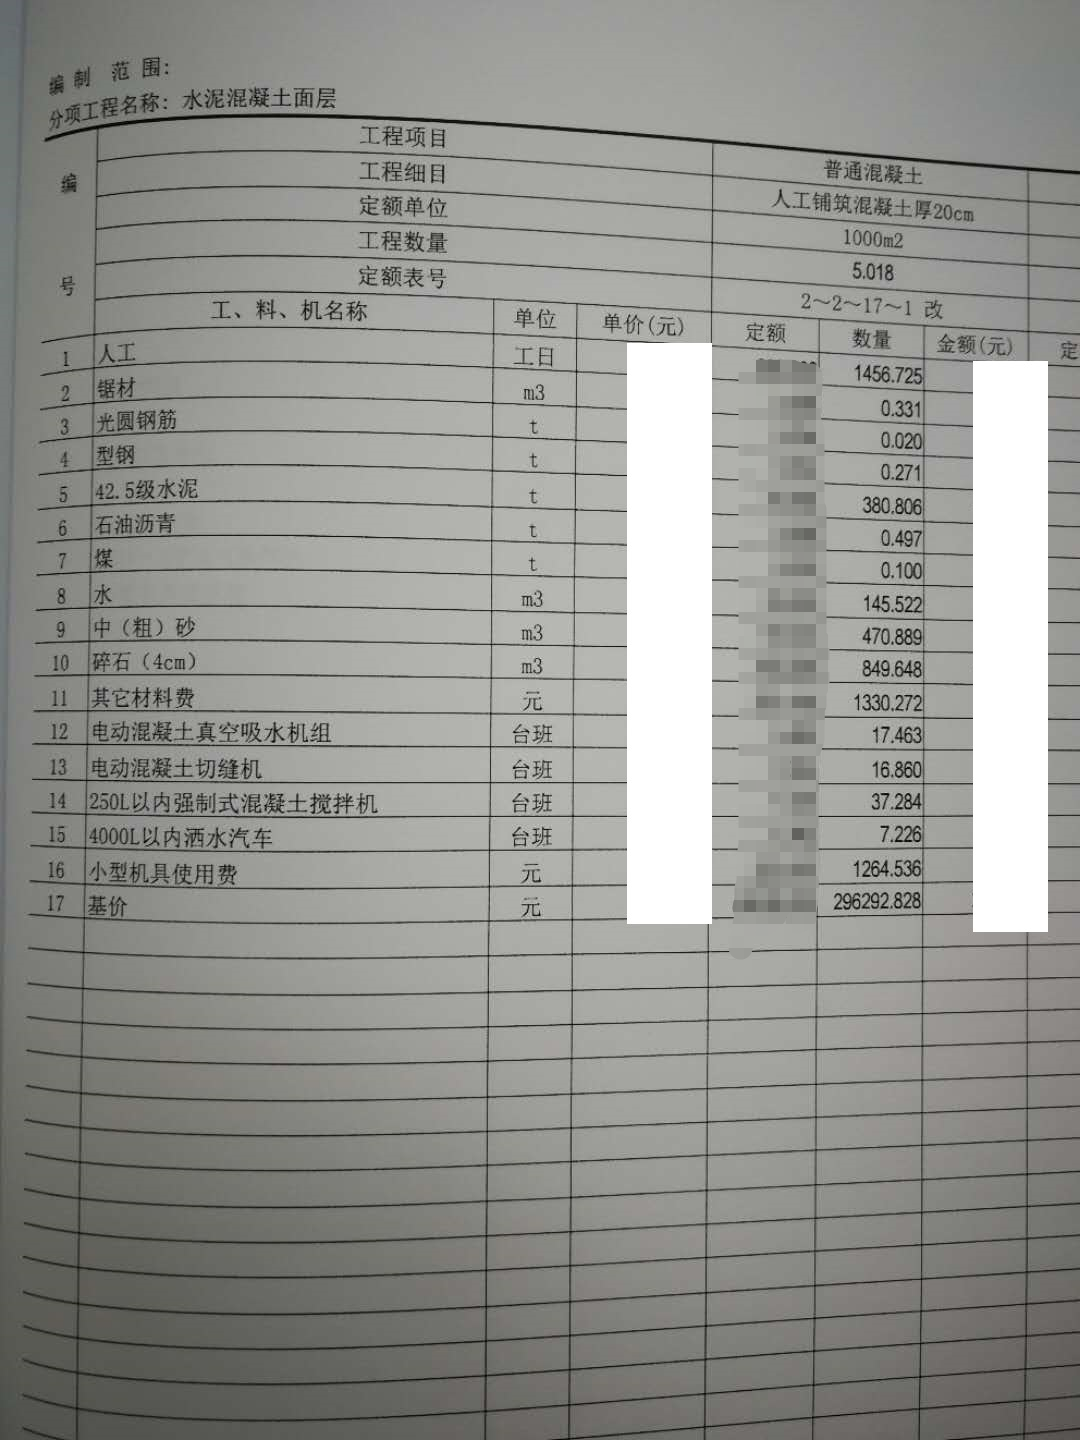 编 制 范 围：
分项工程名称：水泥混凝土面层
编号
工程项目 普通混凝土
工程细目 人工铺筑混凝土厚20cm
定额单位 1000m2
工程数量 5.018
定额表号 2～2～17～1 改
工、料、机名称 单位 单价(元) 定额 数量 金额(元) 定
1 人工 工日 1456.725
2 锯材 m3 0.331
3 光圆钢筋 t 0.020
4 型钢 t 0.271
5 42.5级水泥 t 380.806
6 石油沥青 t 0.497
7 煤 t 0.100
8 水 m3 145.522
9 中（粗）砂 m3 470.889
10 碎石（4cm） m3 849.648
11 其它材料费 元 1330.272
12 电动混凝土真空吸水机组 台班 17.463
13 电动混凝土切缝机 台班 16.860
14 250L以内强制式混凝土搅拌机 台班 37.284
15 4000L以内洒水汽车 台班 7.226
16 小型机具使用费 元 1264.536
17 基价 元 296292.828